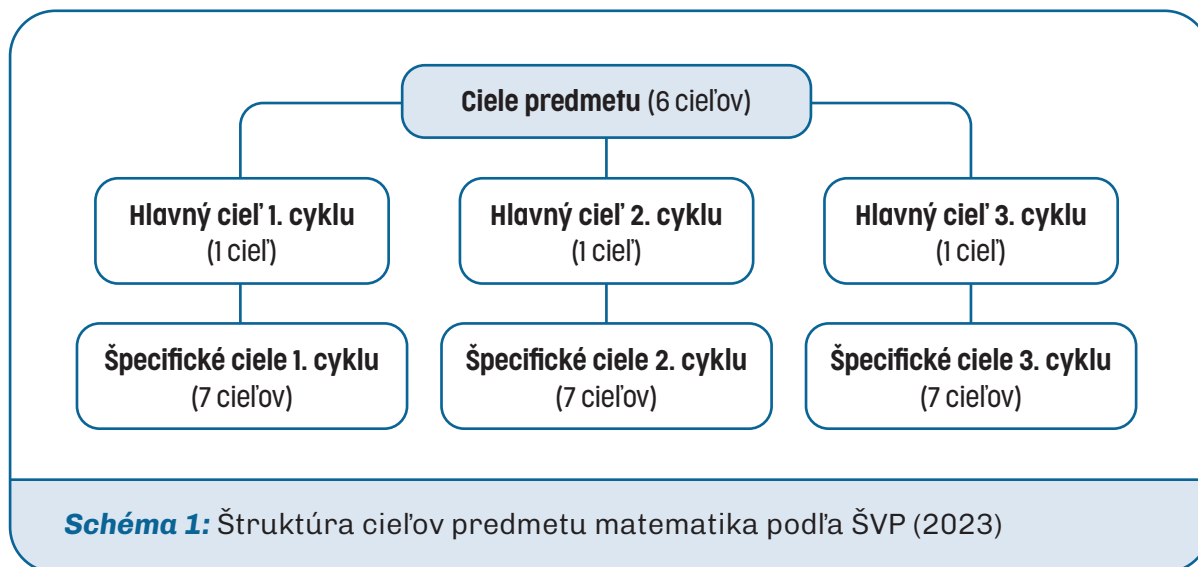 Ciele predmetu (6 cieľov)
Hlavný cieľ 1. cyklu
(1 cieľ)
Hlavný cieľ 2. cyklu
(1 cieľ)
Hlavný cieľ 3. cyklu
(1 cieľ)
Špecifické ciele 1. cyklu
(7 cieľov)
Špecifické ciele 2. cyklu
(7 cieľov)
Špecifické ciele 3. cyklu
(7 cieľov)
Schéma 1: Štruktúra cieľov predmetu matematika podľa ŠVP (2023)